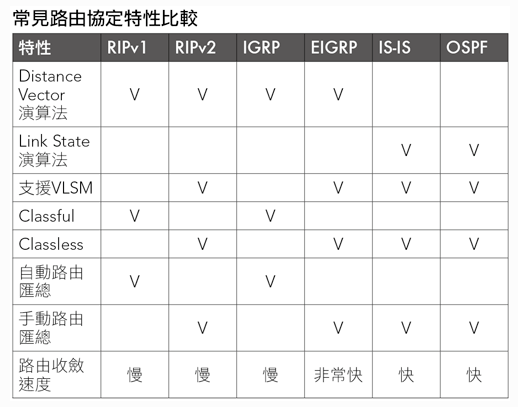 常見路由協定特性比較
特性 RIPv1 RIPv2 IGRP EIGRP IS-IS OSPF
Distance
Vector
演算法 V V V V
Link State
演算法 V V
支援VLSM V V V V
Classful V V
Classless V V V V
自動路由
匯總 V V
手動路由
匯總 V V V V
路由收斂
速度 慢 慢 慢 非常快 快 快